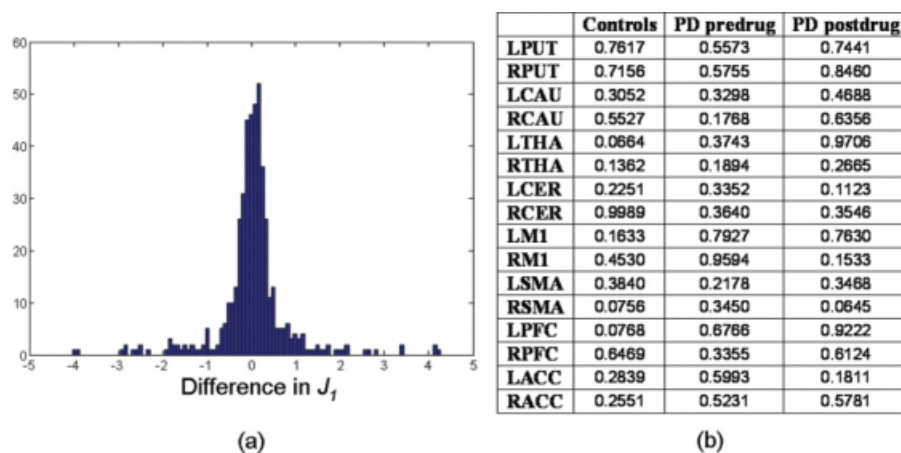 60
50
40
30
20
10
0
-5 -4 -3 -2 -1 0 1 2 3 4 5
Difference in J1
(a)
Controls PD predrug PD postdrug
LPUT 0.7617 0.5573 0.7441
RPUT 0.7156 0.5755 0.8460
LCAU 0.3052 0.3298 0.4688
RCAU 0.5527 0.1768 0.6356
LTHA 0.0664 0.3743 0.9706
RTHA 0.1362 0.1894 0.2665
LCER 0.2251 0.3352 0.1123
RCER 0.9989 0.3640 0.3546
LM1 0.1633 0.7927 0.7630
RM1 0.4530 0.9594 0.1533
LSMA 0.3840 0.2178 0.3468
RSMA 0.0756 0.3450 0.0645
LPFC 0.0768 0.6766 0.9222
RPFC 0.6469 0.3355 0.6124
LACC 0.2839 0.5993 0.1811
RACC 0.2551 0.5231 0.5781
(b)